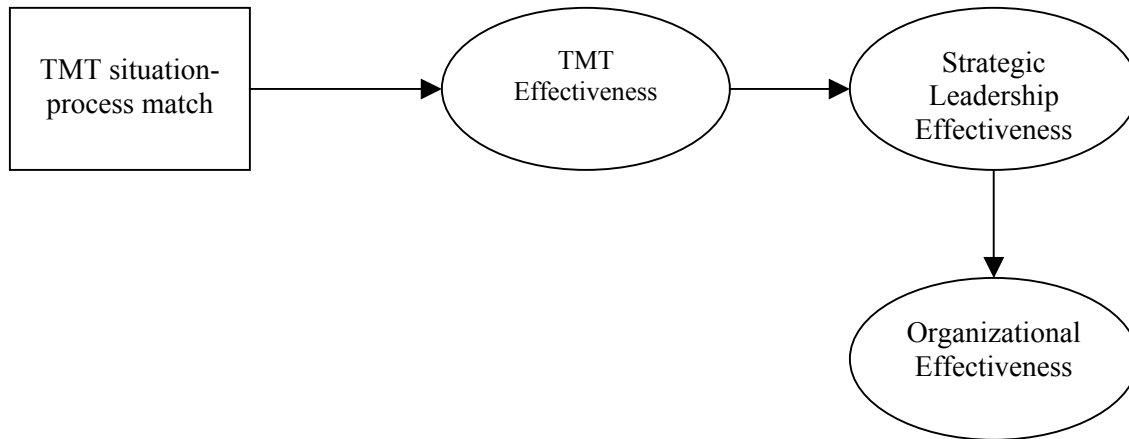 TMT situation-
process match
TMT
Effectiveness
Strategic
Leadership
Effectiveness
Organizational
Effectiveness